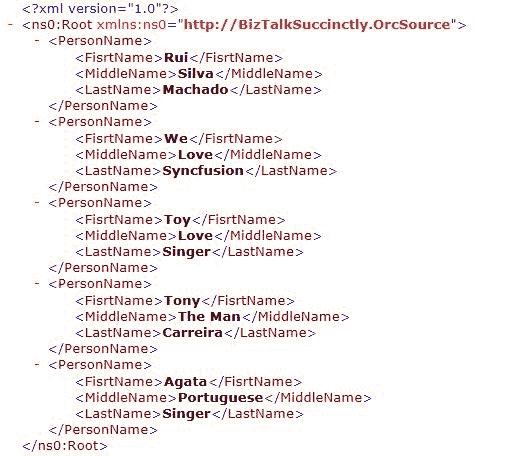 <?xml version="1.0"?>
- <ns0:Root xmlns:ns0="http://BizTalkSuccinctly.OrcSource">
- <PersonName>
<FisrtName>Rui</FisrtName>
<MiddleName>Silva</MiddleName>
<LastName>Machado</LastName>
</PersonName>
- <PersonName>
<FisrtName>We</FisrtName>
<MiddleName>Love</MiddleName>
<LastName>Syncfusion</LastName>
</PersonName>
- <PersonName>
<FisrtName>Toy</FisrtName>
<MiddleName>Love</MiddleName>
<LastName>Singer</LastName>
</PersonName>
- <PersonName>
<FisrtName>Tony</FisrtName>
<MiddleName>The Man</MiddleName>
<LastName>Carreira</LastName>
</PersonName>
- <PersonName>
<FisrtName>Agata</FisrtName>
<MiddleName>Portuguese</MiddleName>
<LastName>Singer</LastName>
</PersonName>
</ns0:Root>